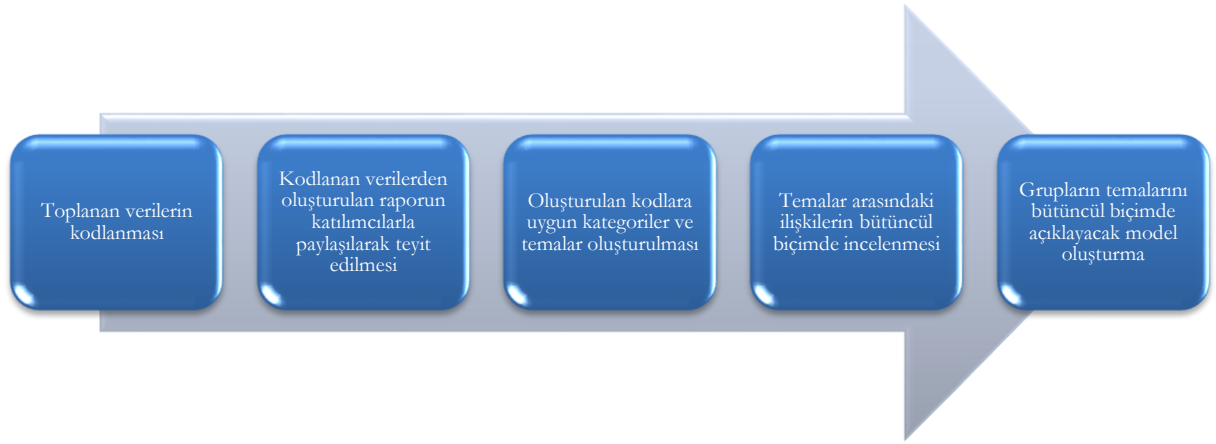 Toplanan verilerin
kodlanması
Kodlanan verilerden
oluşturulan raporun
katılımcılarla
paylaşılarak teyit
edilmesi
Oluşturulan kodlara
uygun kategoriler ve
temalar oluşturulması
Temalar arasındaki
ilişkilerin bütüncül
biçimde incelenmesi
Grupların temalarını
bütüncül biçimde
açıklayacak model
oluşturma